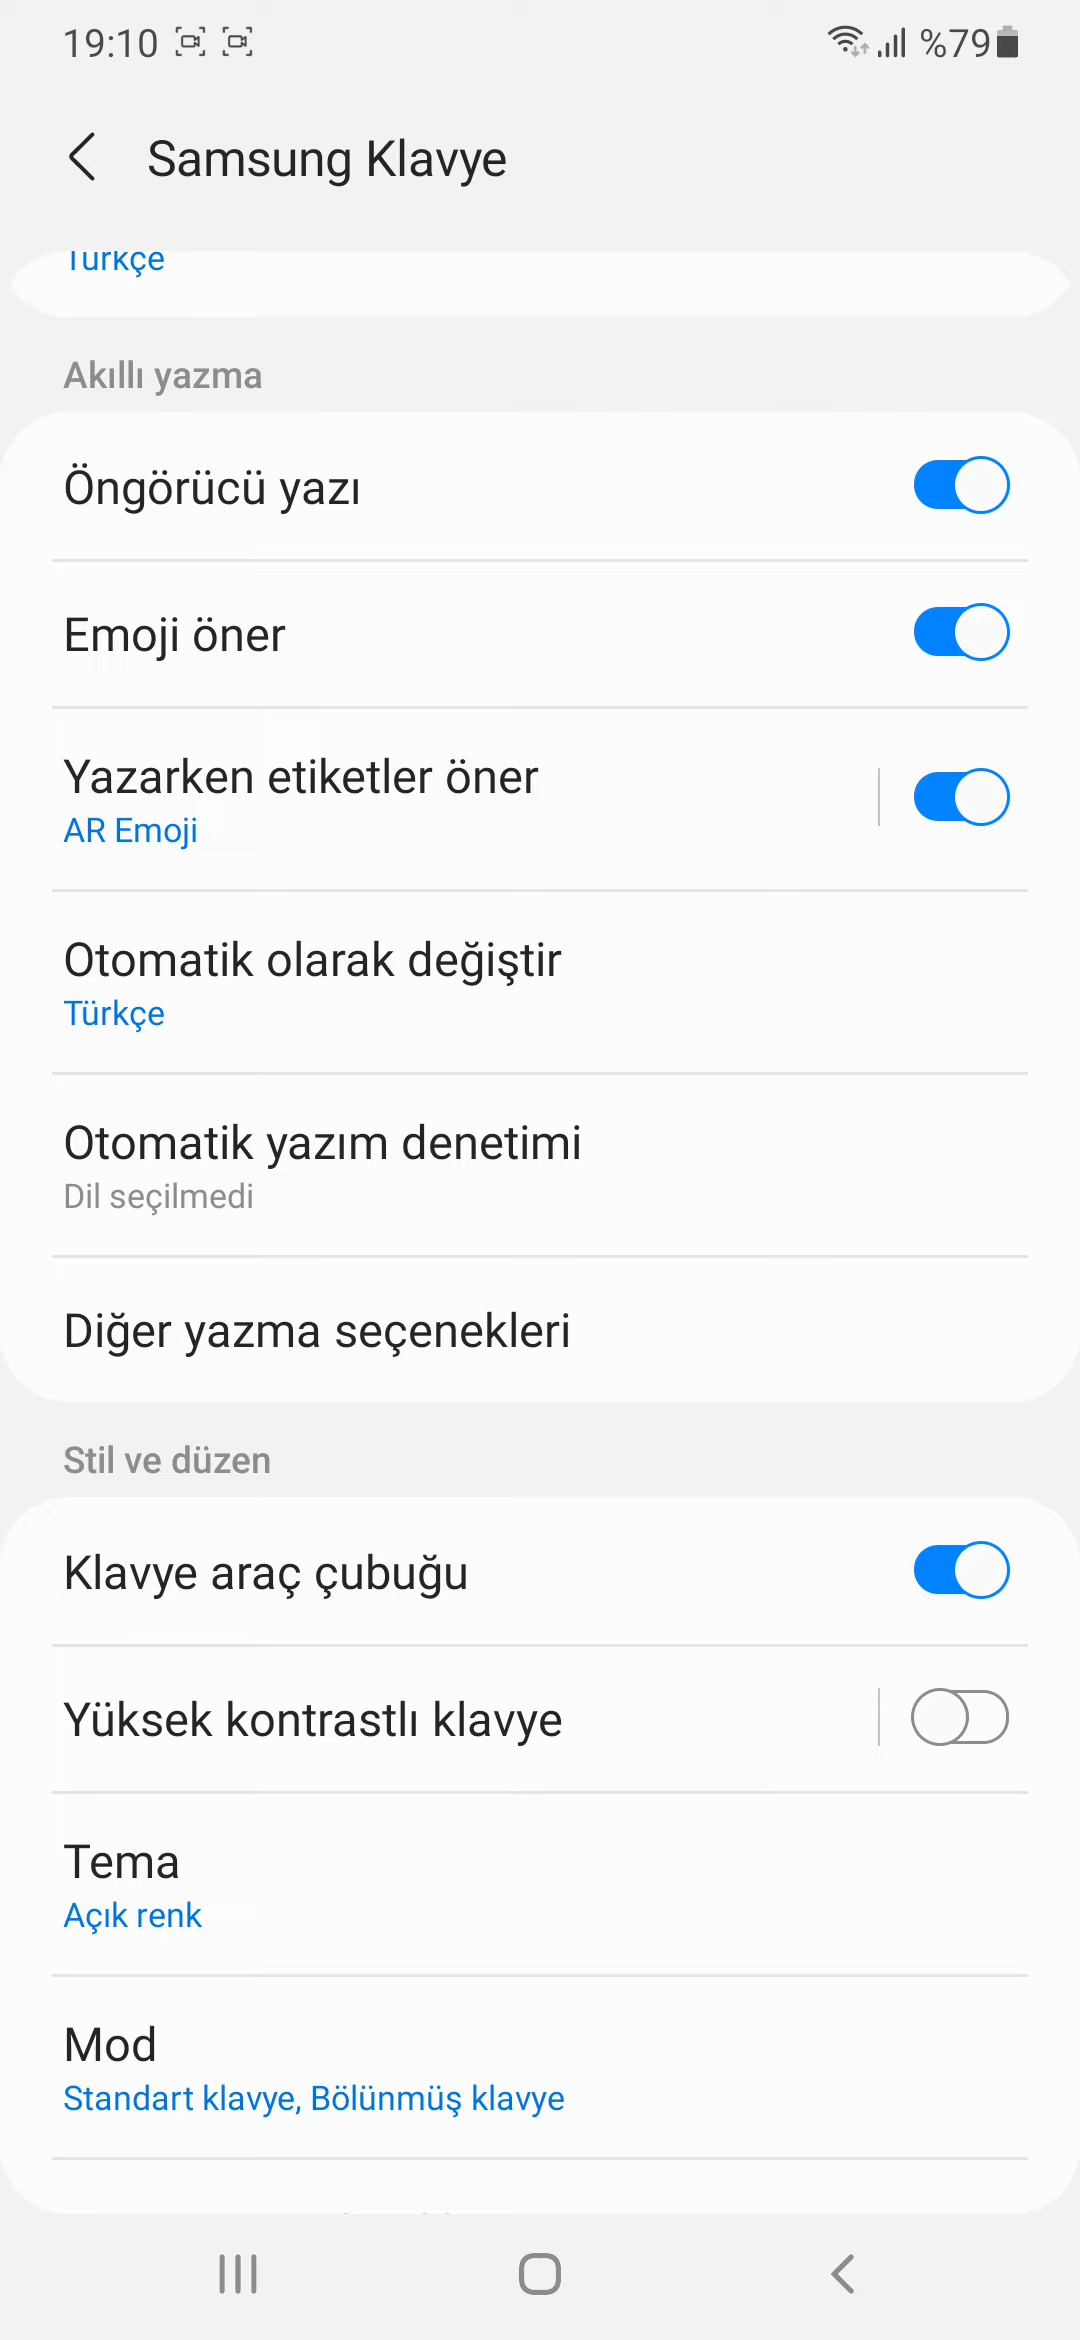 19:10
%79
Samsung Klavye
Türkçe
Akıllı yazma
Öngörücü yazı
Emoji öner
Yazarken etiketler öner
AR Emoji
Otomatik olarak değiştir
Türkçe
Otomatik yazım denetimi
Dil seçilmedi
Diğer yazma seçenekleri
Stil ve düzen
Klavye araç çubuğu
Yüksek kontrastlı klavye
Tema
Açık renk
Mod
Standart klavye, Bölünmüş klavye